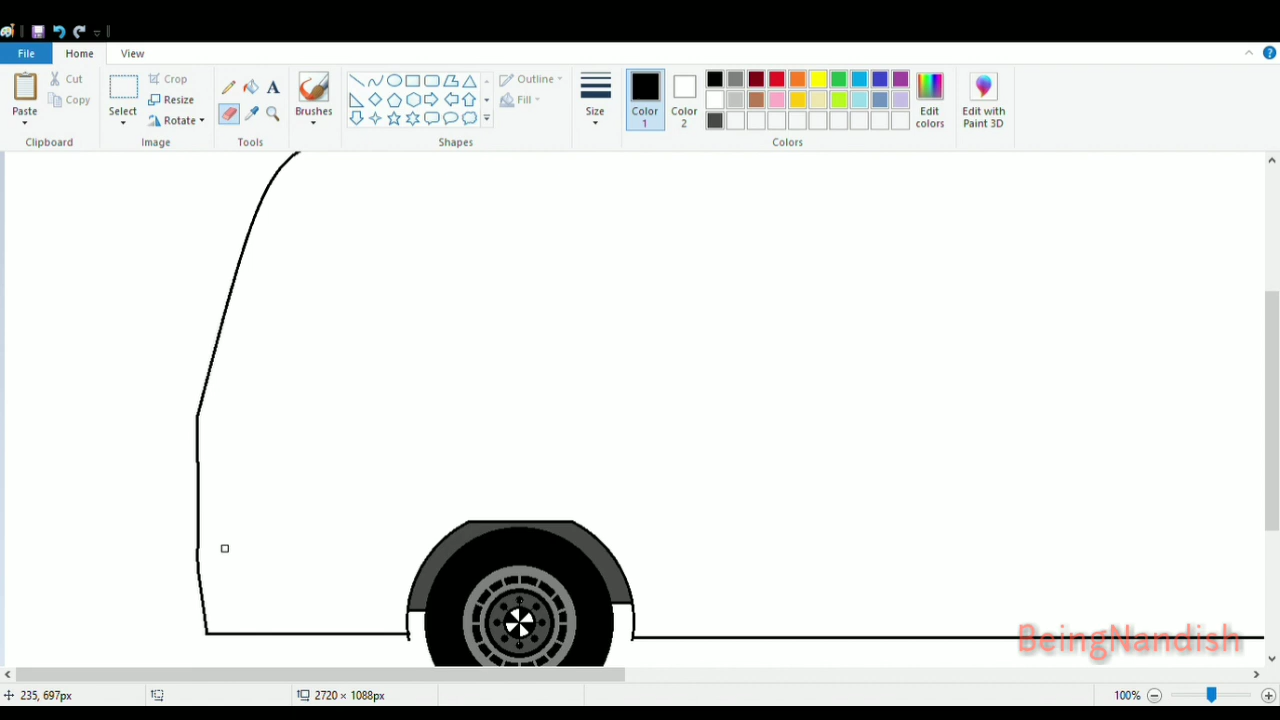 File Home View
Paste Cut Copy Select Crop Resize Rotate A Brushes Outline Fill Size Color 1 Color 2 Edit colors Edit with Paint 3D
Clipboard Image Tools Shapes Colors
BeingNandish
235, 697px 2720 × 1088px 100%